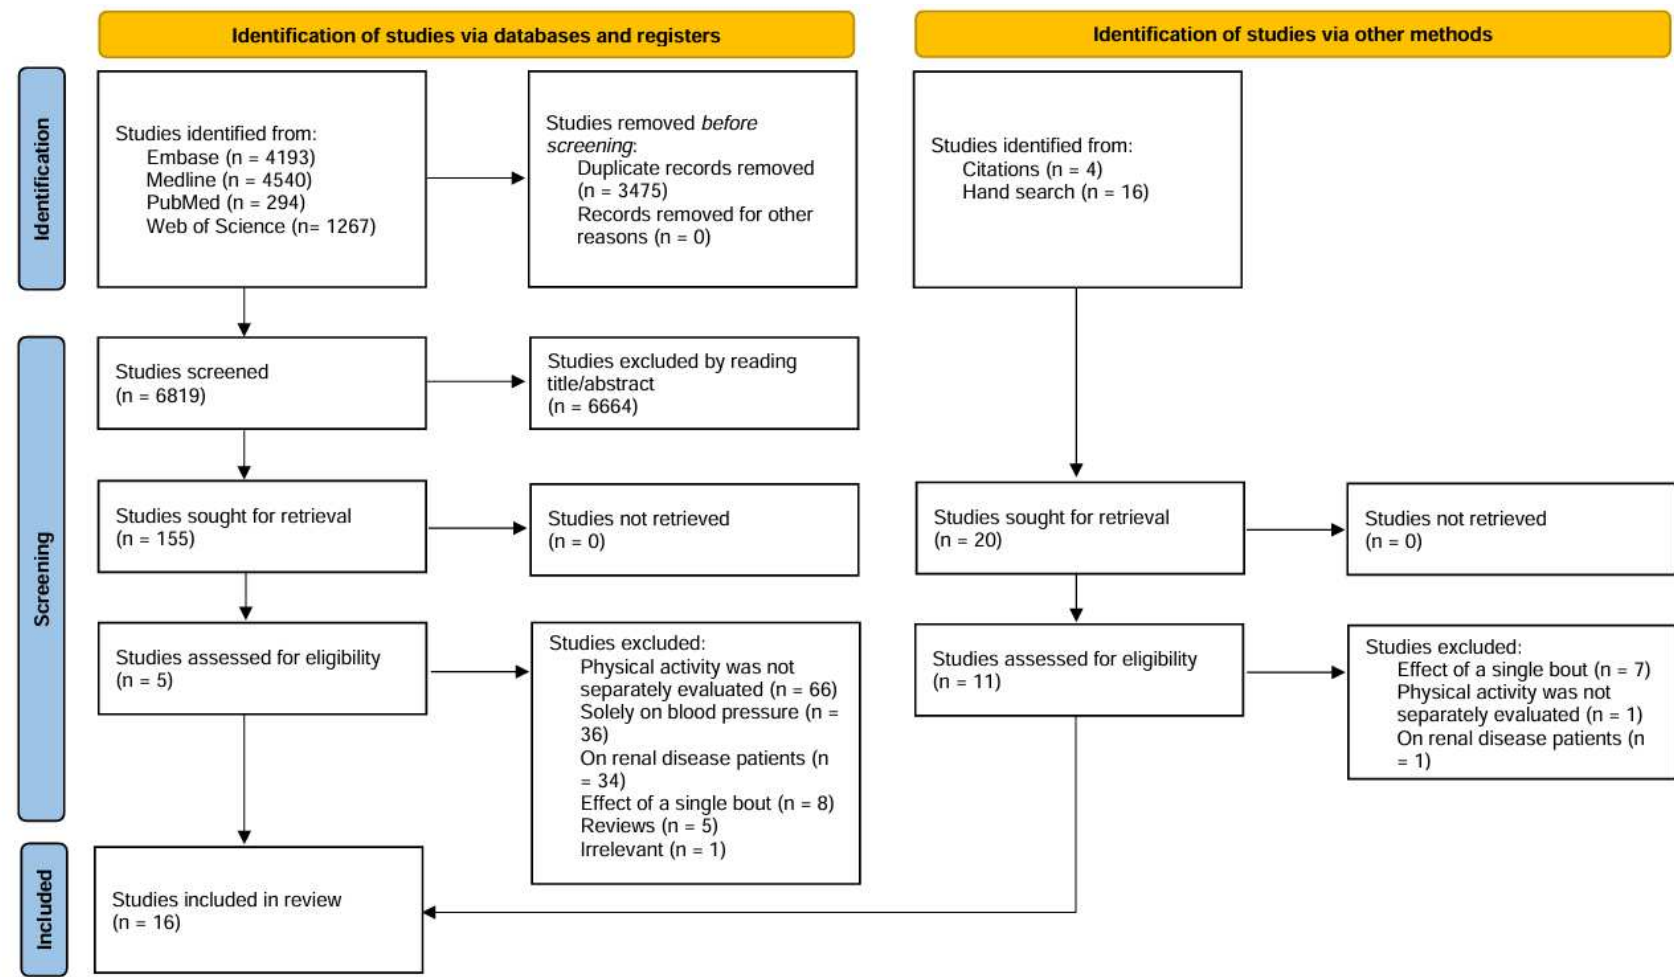 Identification of studies via databases and registers
Identification of studies via other methods
Identification
Studies identified from:
Embase (n = 4193)
Medline (n = 4540)
PubMed (n = 294)
Web of Science (n= 1267)
Studies removed before
screening:
Duplicate records removed
(n = 3475)
Records removed for other
reasons (n = 0)
Studies identified from:
Citations (n = 4)
Hand search (n = 16)
Screening
Studies screened
(n = 6819)
Studies excluded by reading
title/abstract
(n = 6664)
Studies sought for retrieval
(n = 155)
Studies not retrieved
(n = 0)
Studies sought for retrieval
(n = 20)
Studies not retrieved
(n = 0)
Studies assessed for eligibility
(n = 5)
Studies excluded:
Physical activity was not
separately evaluated (n = 66)
Solely on blood pressure (n =
36)
On renal disease patients (n
= 34)
Effect of a single bout (n = 8)
Reviews (n = 5)
Irrelevant (n = 1)
Studies assessed for eligibility
(n = 11)
Studies excluded:
Effect of a single bout (n = 7)
Physical activity was not
separately evaluated (n = 1)
On renal disease patients (n
= 1)
Included
Studies included in review
(n = 16)